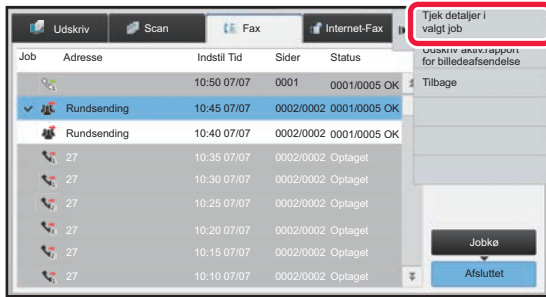 Udskriv Scan Fax Internet-Fax
Tjek detaljer i
valgt job
Udskriv aktiv.rapport
for billedeafsendelse
Tilbage
Job Adresse Indstil Tid Sider Status
10:50 07/07 0001 0001/0005 OK
Rundsending 10:45 07/07 0002/0002 0001/0005 OK
Rundsending 10:40 07/07 0002/0002 0001/0005 OK
27 10:35 07/07 0002/0002 Optaget
27 10:30 07/07 0002/0002 Optaget
27 10:25 07/07 0002/0002 Optaget
27 10:20 07/07 0002/0002 Optaget
27 10:15 07/07 0002/0002 Optaget
27 10:10 07/07 0002/0002 Optaget
Jobkø
Afsluttet